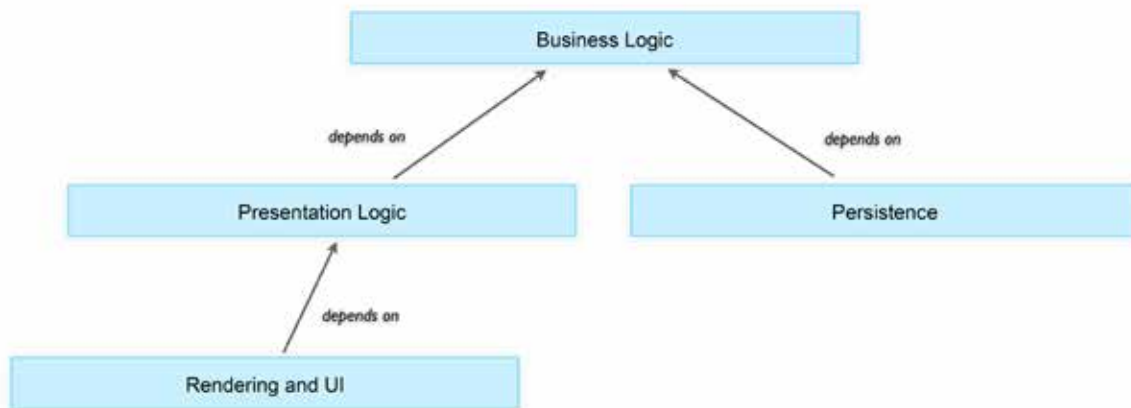 Business Logic
depends on
depends on
Presentation Logic
Persistence
depends on
Rendering and UI